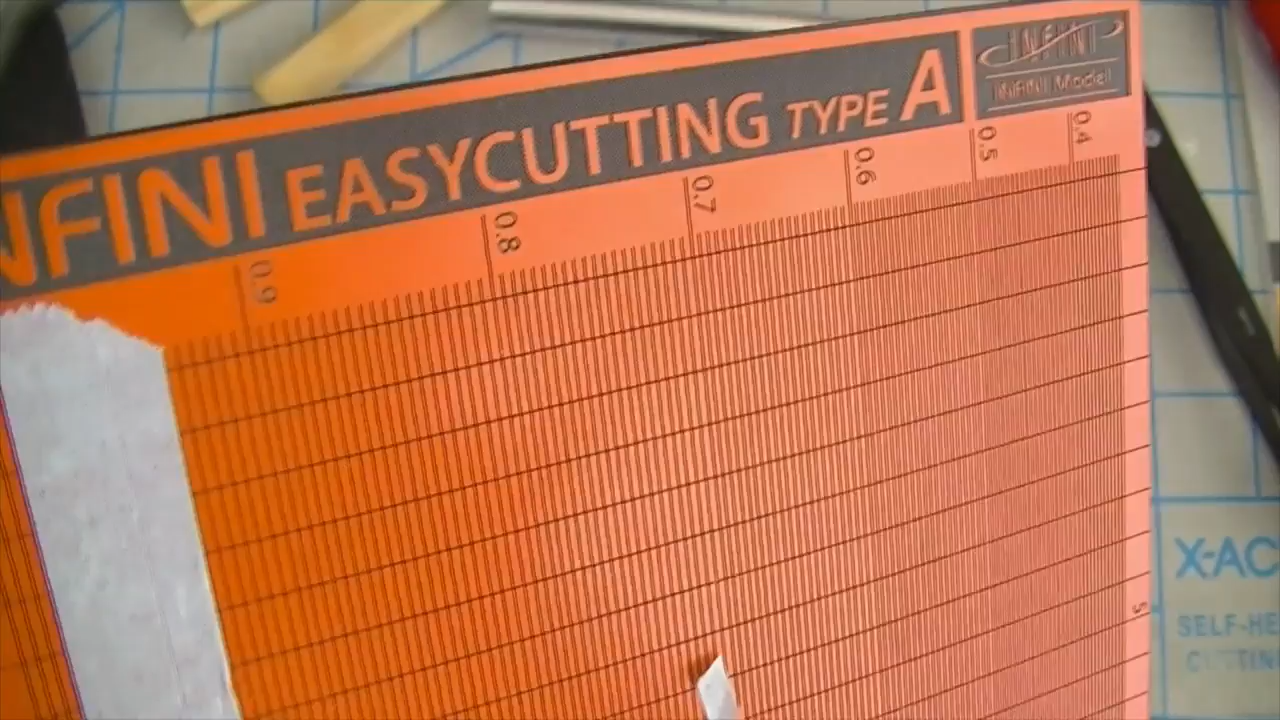 NFINI EASYCUTTING TYPE A
INFINI
INFINI Model
0.9
0.8
0.7
0.6
0.5
0.4
5
X-AC
SELF-HE
CUTTIN